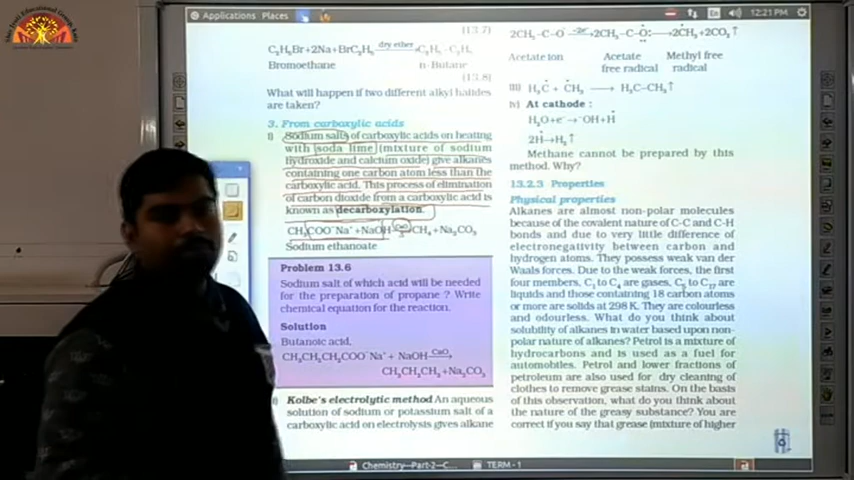 Shree Jyoti Educational Group
Applications Places
En
12:21 PM
(13.7)
C₂H₅Br+2Na+BrC₂H₅ dry ether C₂H₅–C₂H₅
Bromoethane n-Butane
(13.8)
What will happen if two different alkyl halides
are taken?
3. From carboxylic acids
i) Sodium salts of carboxylic acids on heating
with soda lime (mixture of sodium
hydroxide and calcium oxide) give alkanes
containing one carbon atom less than the
carboxylic acid. This process of elimination
of carbon dioxide from a carboxylic acid is
known as decarboxylation.
CH₃COO⁻Na⁺+NaOH CaO Δ CH₄+Na₂CO₃
Sodium ethanoate
Problem 13.6
Sodium salt of which acid will be needed
for the preparation of propane ? Write
chemical equation for the reaction.
Solution
Butanoic acid,
CH₃CH₂CH₂COO⁻Na⁺ + NaOH CaO
CH₃CH₂CH₃+Na₂CO₃
Kolbe's electrolytic method An aqueous
solution of sodium or potassium salt of a
carboxylic acid on electrolysis gives alkane
2CH₃–C–O⁻ –2e⁻ → 2CH₃–C–O: → 2ĊH₃+2CO₂↑
Acetate ion Acetate Methyl free
free radical radical
iii) H₃Ċ + ĊH₃ → H₃C–CH₃↑
iv) At cathode :
H₂O+e⁻ → ⁻OH+Ḣ
2Ḣ→H₂↑
Methane cannot be prepared by this
method. Why?
13.2.3 Properties
Physical properties
Alkanes are almost non-polar molecules
because of the covalent nature of C-C and C-H
bonds and due to very little difference of
electronegativity between carbon and
hydrogen atoms. They possess weak van der
Waals forces. Due to the weak forces, the first
four members, C₁ to C₄ are gases, C₅ to C₁₇ are
liquids and those containing 18 carbon atoms
or more are solids at 298 K. They are colourless
and odourless. What do you think about
solubility of alkanes in water based upon non-
polar nature of alkanes? Petrol is a mixture of
hydrocarbons and is used as a fuel for
automobiles. Petrol and lower fractions of
petroleum are also used for dry cleaning of
clothes to remove grease stains. On the basis
of this observation, what do you think about
the nature of the greasy substance? You are
correct if you say that grease (mixture of higher
Chemistry-Part-2-C... TERM - 1